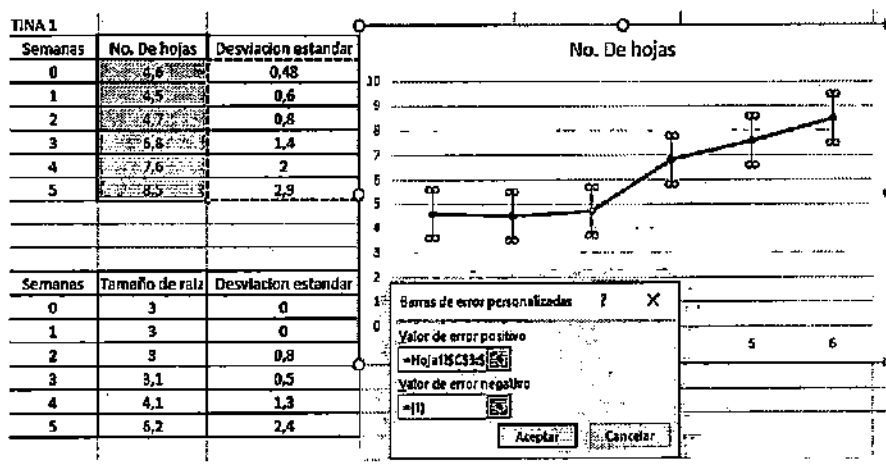 TINA 1
Semanas No. De hojas Desviacion estandar
0 4,6 0,48
1 4,5 0,6
2 4,7 0,8
3 6,8 1,4
4 7,6 2
5 8,5 2,9
Semanas Tamaño de raiz Desviacion estandar
0 3 0
1 3 0
2 3 0,8
3 3,1 0,5
4 4,1 1,3
5 6,2 2,4
No. De hojas
10
9
8
7
6
5
4
3
2
1
0
5 6
Barras de error personalizadas ? X
Valor de error positivo
=Hoja1!$C$3:$
Valor de error negativo
={1}
Aceptar Cancelar